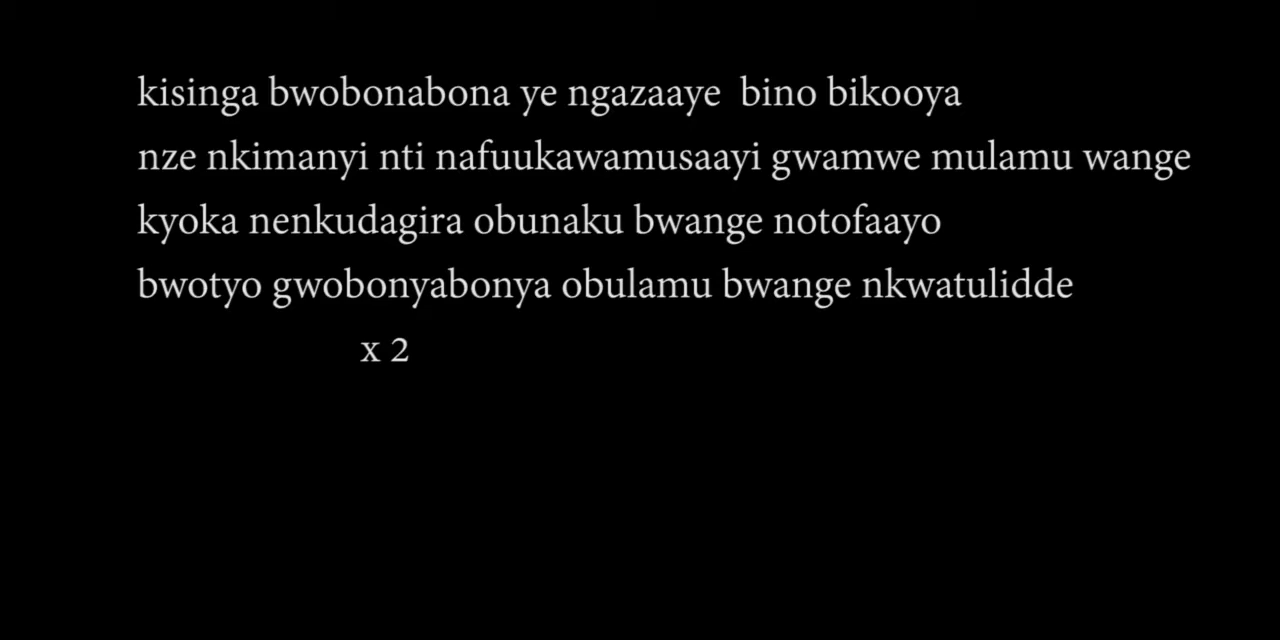 kisinga bwobonabona ye ngazaaye bino bikooya
nze nkimanyi nti nafuukawamusaayi gwamwe mulamu wange
kyoka nenkudagira obunaku bwange notofaayo
bwotyo gwobonyabonya obulamu bwange nkwatulidde
x 2